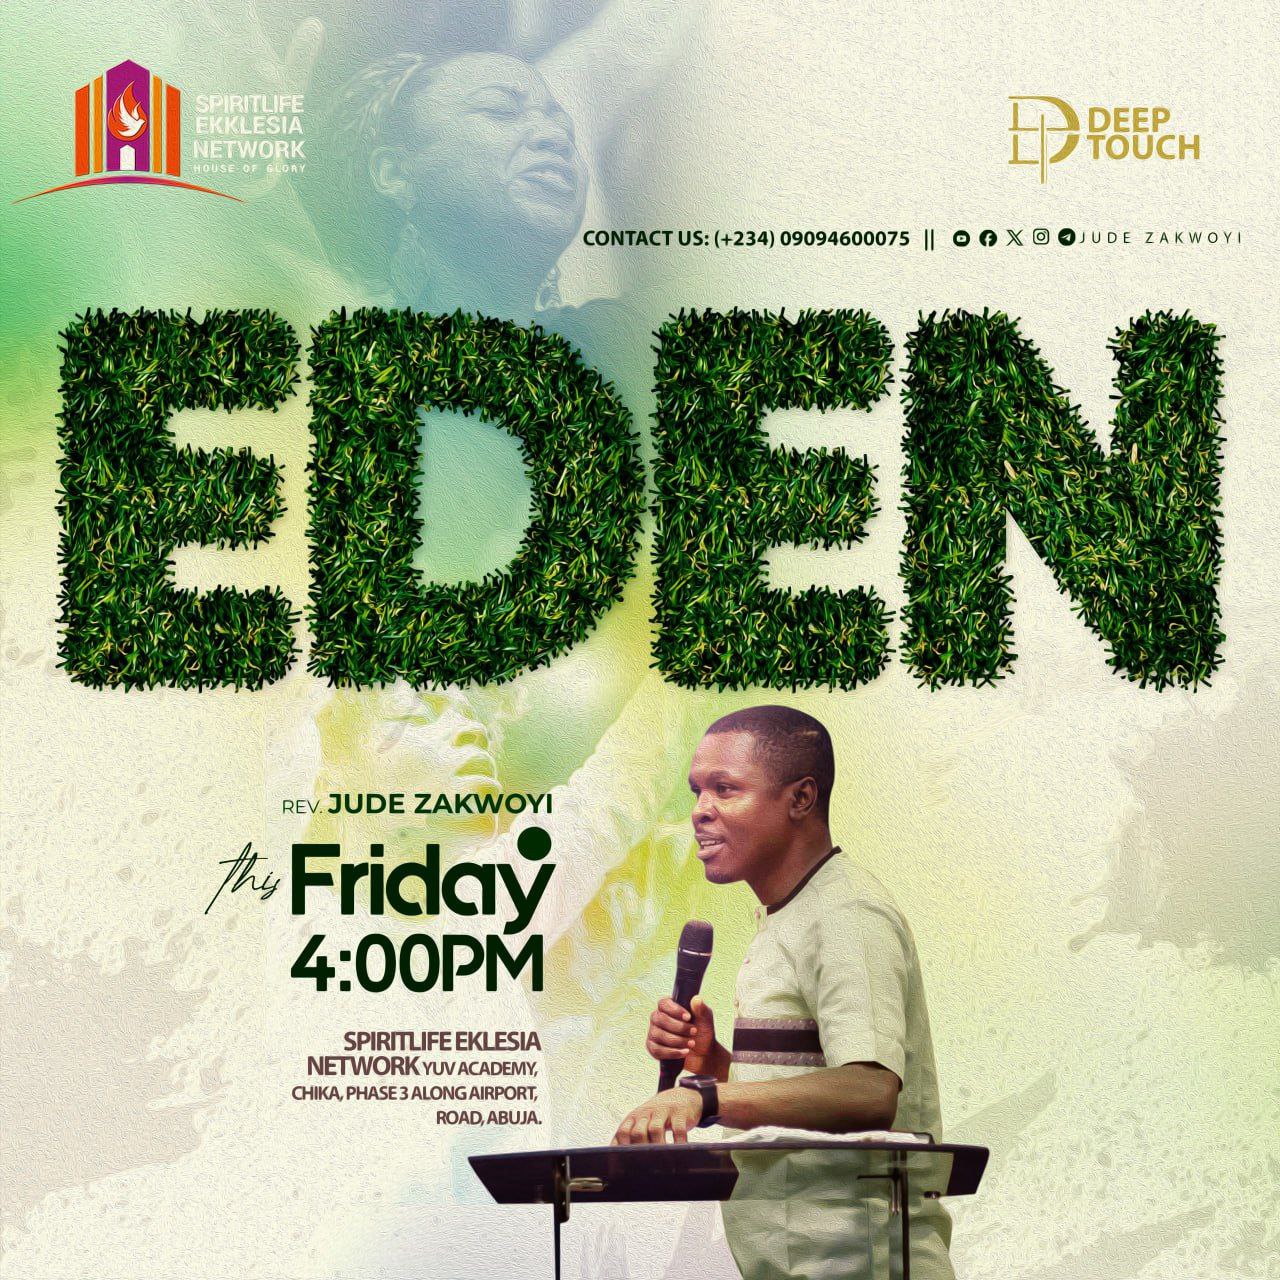 SPIRITLIFE
EKKLESIA
NETWORK
HOUSE OF GLORY
DEEP
TOUCH
CONTACT US: (+234) 09094600075 || JUDE ZAKWOYI
EDEN
REV. JUDE ZAKWOYI
this Friday
4:00PM
SPIRITLIFE EKLESIA
NETWORK YUV ACADEMY,
CHIKA, PHASE 3 ALONG AIRPORT,
ROAD, ABUJA.